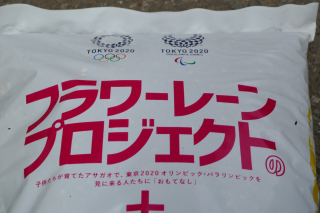 TOKYO 2020
TOKYO 2020
フラワーレーン
プロジェクトの
子供たちが育てたアサガオで、東京2020オリンピック・パラリンピックを
見に来る人たちに「おもてなし」
土